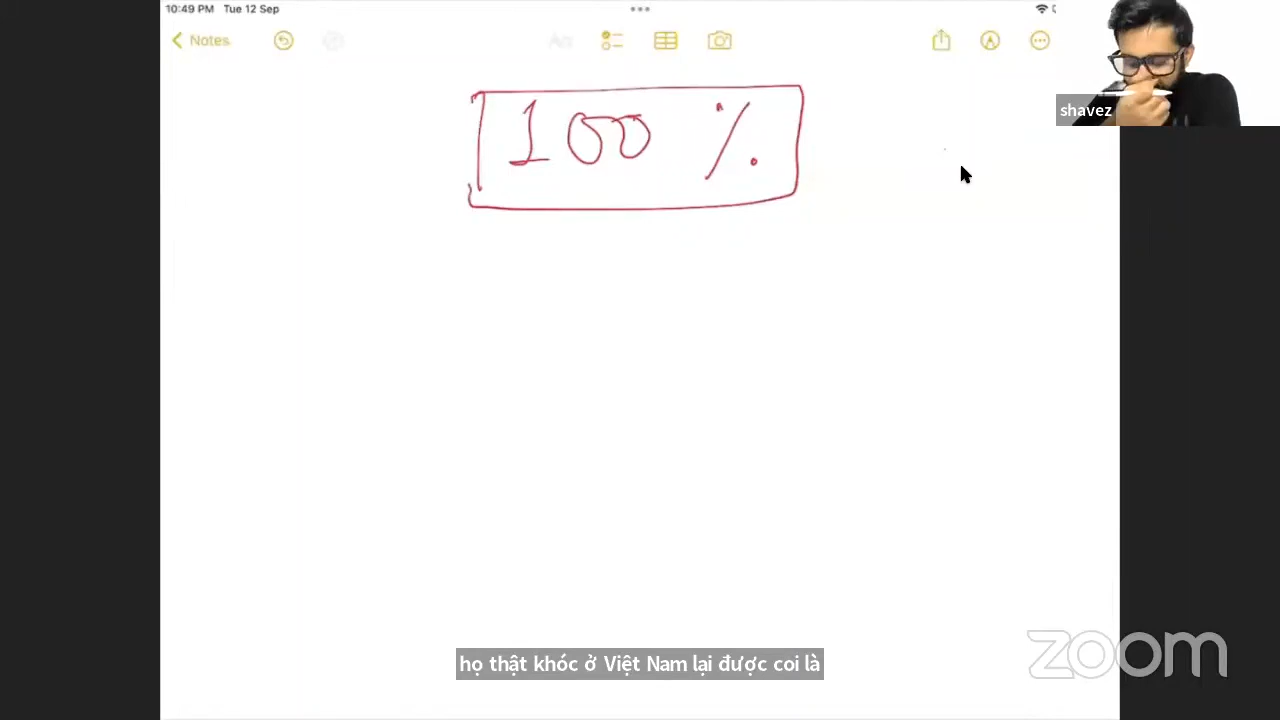 10:49 PM Tue 12 Sep
Notes
Aa
100 %
shavez
họ thật khóc ở Việt Nam lại được coi là
zoom